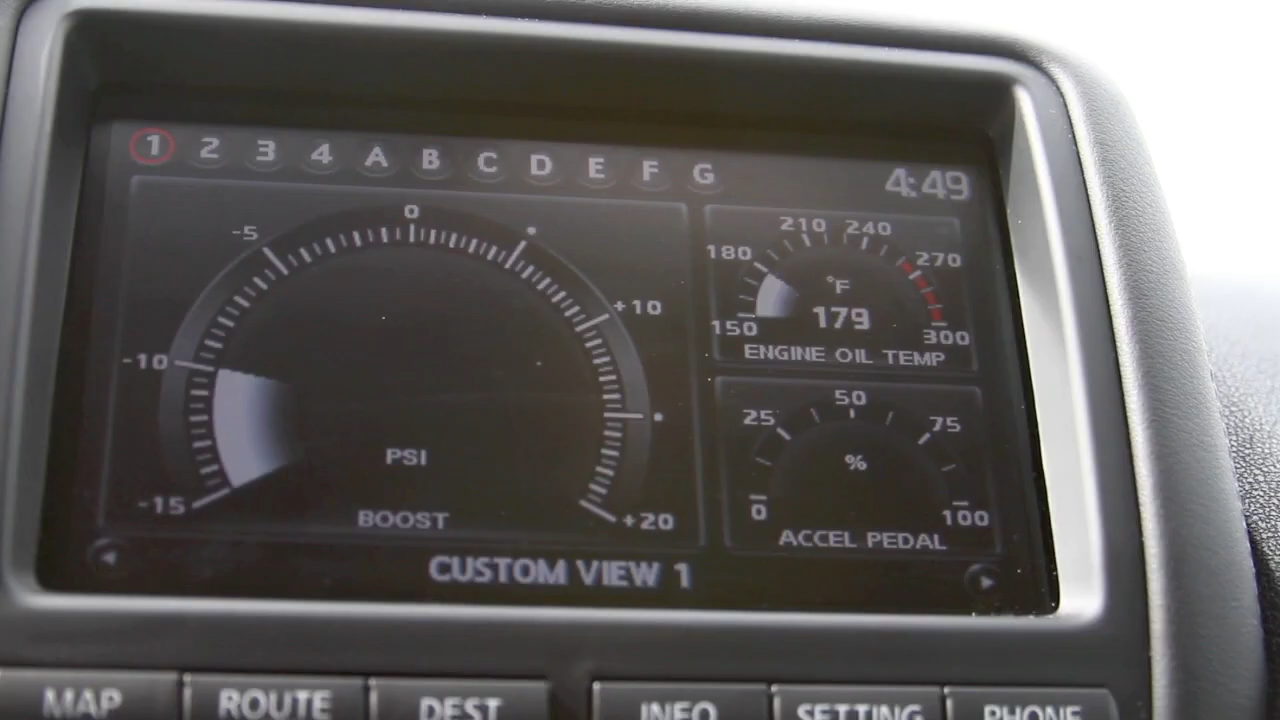 1 2 3 4 A B C D E F G
4:49
0
-5
+10
-10
-15
+20
PSI
BOOST
210 240
180
270
°F
179
150
300
ENGINE OIL TEMP
50
25
75
%
0
100
ACCEL PEDAL
CUSTOM VIEW 1
MAP ROUTE DEST INFO SETTING PHONE